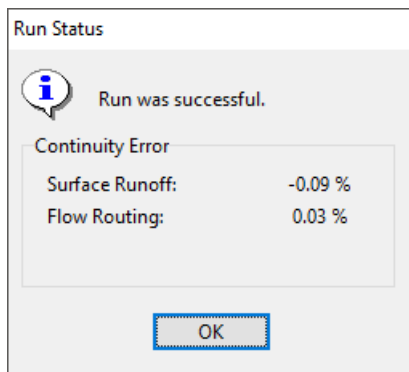 Run Status
Run was successful.
Continuity Error
Surface Runoff: -0.09 %
Flow Routing: 0.03 %
OK